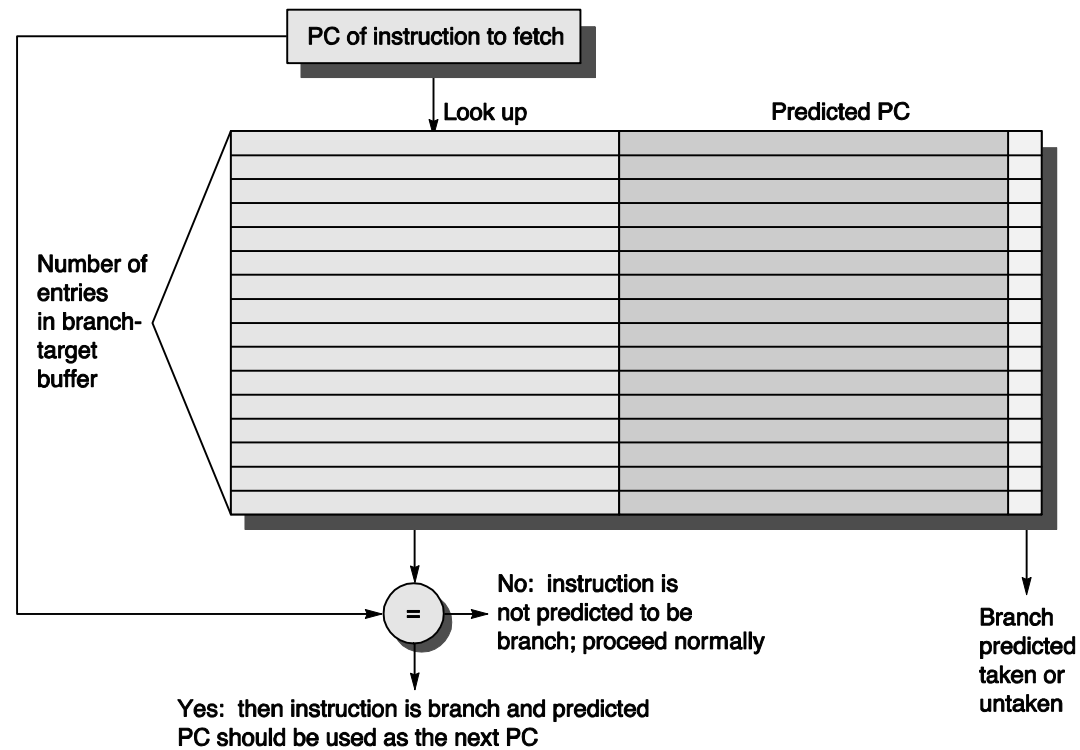 PC of instruction to fetch
Look up
Predicted PC
Number of
entries
in branch-
target
buffer
=
No: instruction is
not predicted to be
branch; proceed normally
Branch
predicted
taken or
untaken
Yes: then instruction is branch and predicted
PC should be used as the next PC